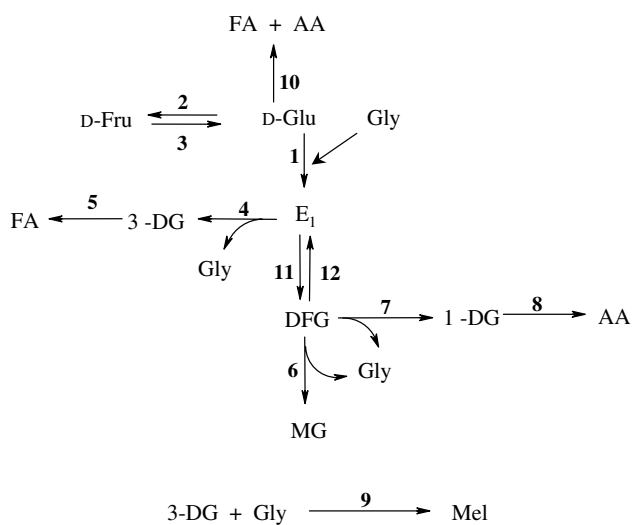 FA + AA
10
D-Fru 2 3 D-Glu Gly
1
FA 5 3 -DG 4 E1
Gly 11 12
DFG 7 1 -DG 8 AA
6 Gly
MG
3-DG + Gly 9 Mel